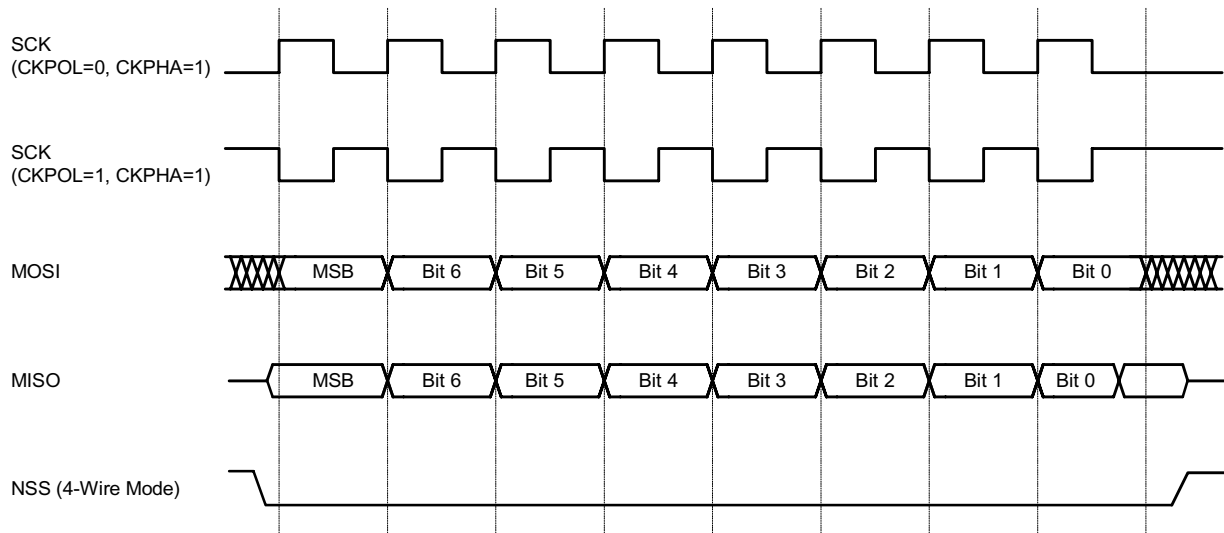 SCK
(CKPOL=0, CKPHA=1)
SCK
(CKPOL=1, CKPHA=1)
MOSI MSB Bit 6 Bit 5 Bit 4 Bit 3 Bit 2 Bit 1 Bit 0
MISO MSB Bit 6 Bit 5 Bit 4 Bit 3 Bit 2 Bit 1 Bit 0
NSS (4-Wire Mode)